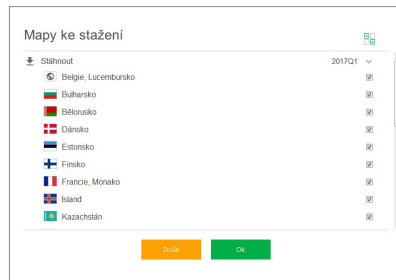 Mapy ke stažení
Stáhnout 2017Q1
Belgie, Lucembursko
Bulharsko
Bělorusko
Dánsko
Estonsko
Finsko
Francie, Monako
Island
Kazachstán
Zrušit Ok